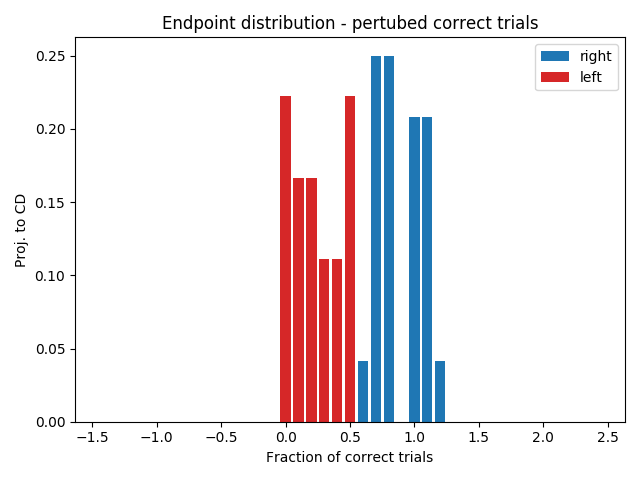 Endpoint distribution - pertubed correct trials
right
left
0.25
0.20
0.15
0.10
0.05
0.00
Proj. to CD
−1.5 −1.0 −0.5 0.0 0.5 1.0 1.5 2.0 2.5
Fraction of correct trials